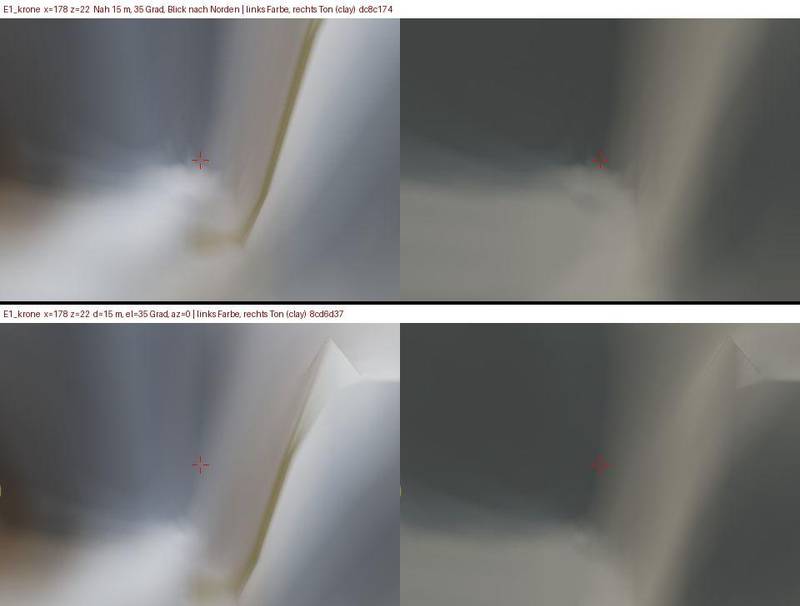 E1_krone x=178 z=22 Nah 15 m, 35 Grad, Blick nach Norden | links Farbe, rechts Ton (clay) dc8c174
E1_krone x=178 z=22 d=15 m, el=35 Grad, az=0 | links Farbe, rechts Ton (clay) 8cd6d37